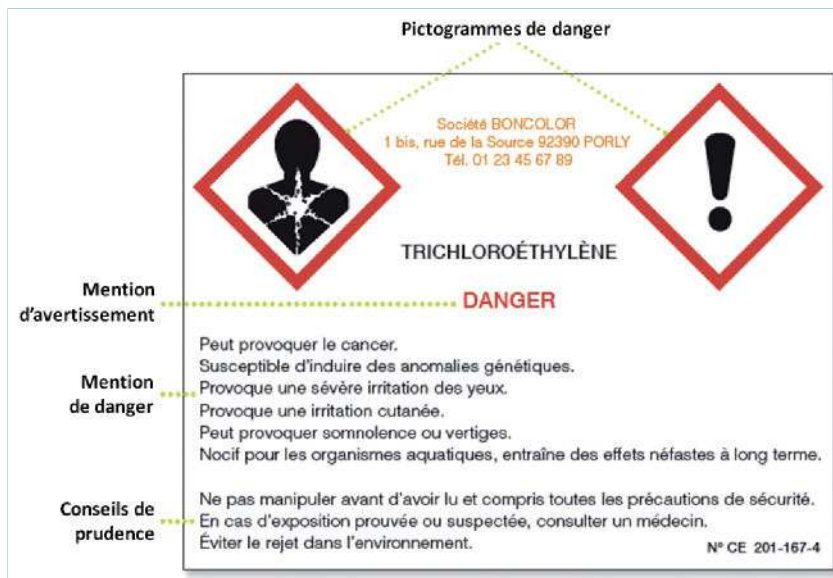 Pictogrammes de danger
Société BONCOLOR
1 bis, rue de la Source 92390 PORLY
Tél. 01 23 45 67 89
TRICHLOROÉTHYLÈNE
Mention
d'avertissement
DANGER
Peut provoquer le cancer.
Susceptible d'induire des anomalies génétiques.
Mention
de danger
Provoque une sévère irritation des yeux.
Provoque une irritation cutanée.
Peut provoquer somnolence ou vertiges.
Nocif pour les organismes aquatiques, entraîne des effets néfastes à long terme.
Conseils de
prudence
Ne pas manipuler avant d'avoir lu et compris toutes les précautions de sécurité.
En cas d'exposition prouvée ou suspectée, consulter un médecin.
Éviter le rejet dans l'environnement.
Nº CE 201-167-4